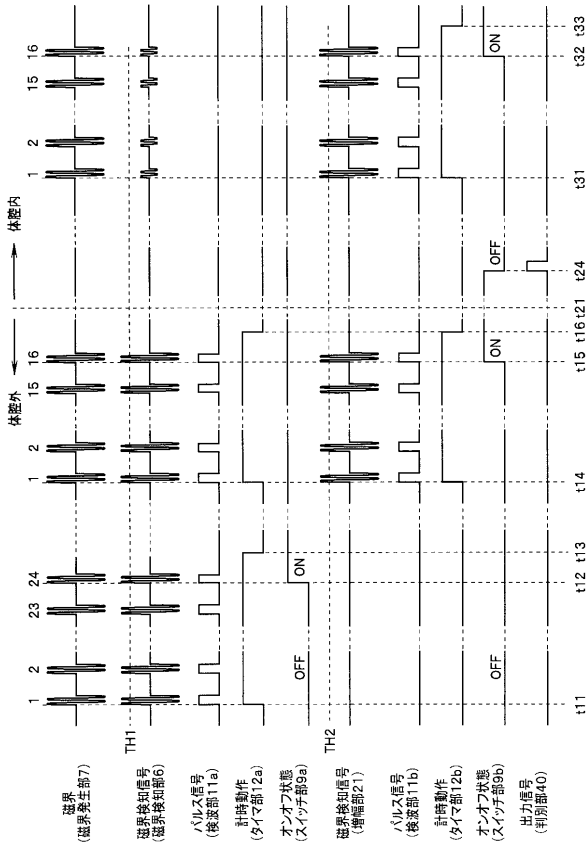 体腔外
体腔内
磁界
(磁界発生部7)
1 2 23 24 1 2 15 16 1 2 15 16
磁界検知信号
(磁界検知部6)
TH1
パルス信号
(検波部11a)
計時動作
(タイマ部12a)
オンオフ状態
(スイッチ部9a)
OFF ON
磁界検知信号
(増幅部21)
TH2
パルス信号
(検波部11b)
計時動作
(タイマ部12b)
オンオフ状態
(スイッチ部9b)
OFF ON OFF ON
出力信号
(判別部40)
t11 t12 t13 t14 t15 t16 t21 t24 t31 t32 t33